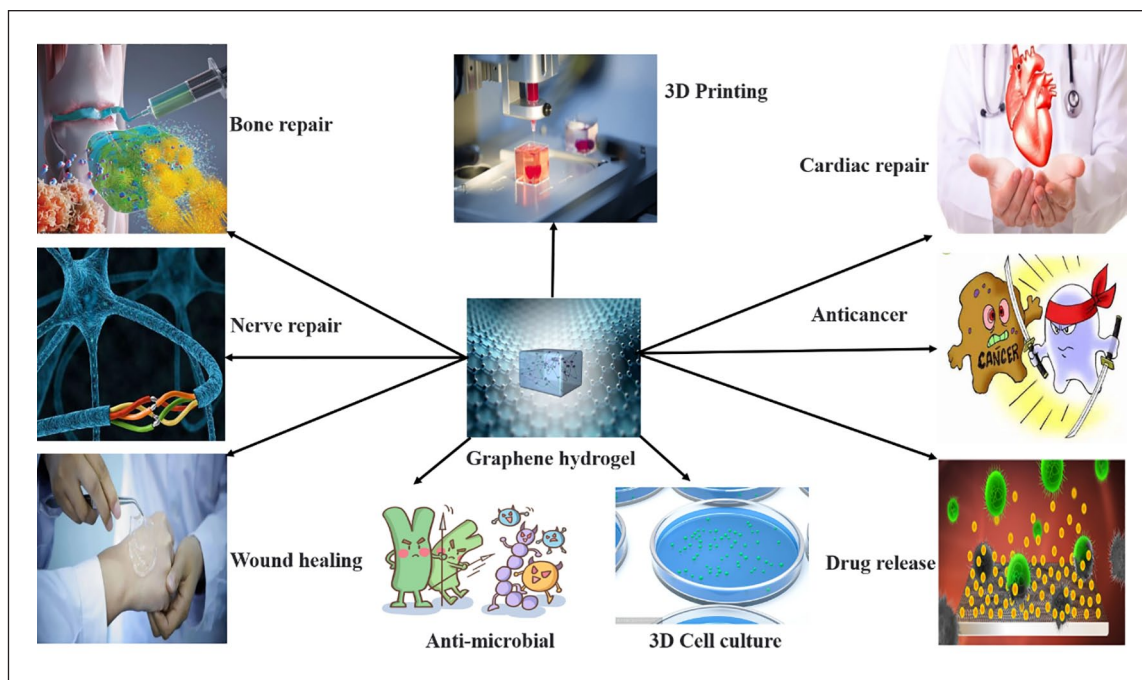 3D Printing
Bone repair
Cardiac repair
Nerve repair
Anticancer
CANCER
Graphene hydrogel
Wound healing
Drug release
Anti-microbial
3D Cell culture